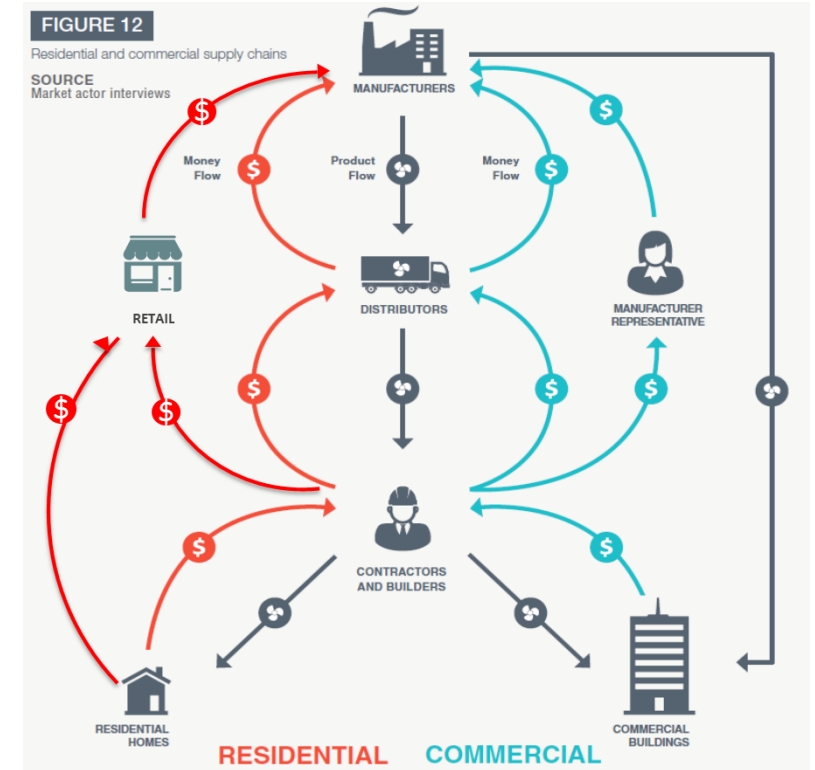 FIGURE 12
Residential and commercial supply chains
SOURCE
Market actor interviews
MANUFACTURERS
$
$
Money
Flow
$
Product
Flow
Money
Flow
$
RETAIL
DISTRIBUTORS
MANUFACTURER
REPRESENTATIVE
$
$
$
$
$
CONTRACTORS
AND BUILDERS
$
$
RESIDENTIAL
HOMES
COMMERCIAL
BUILDINGS
RESIDENTIAL
COMMERCIAL